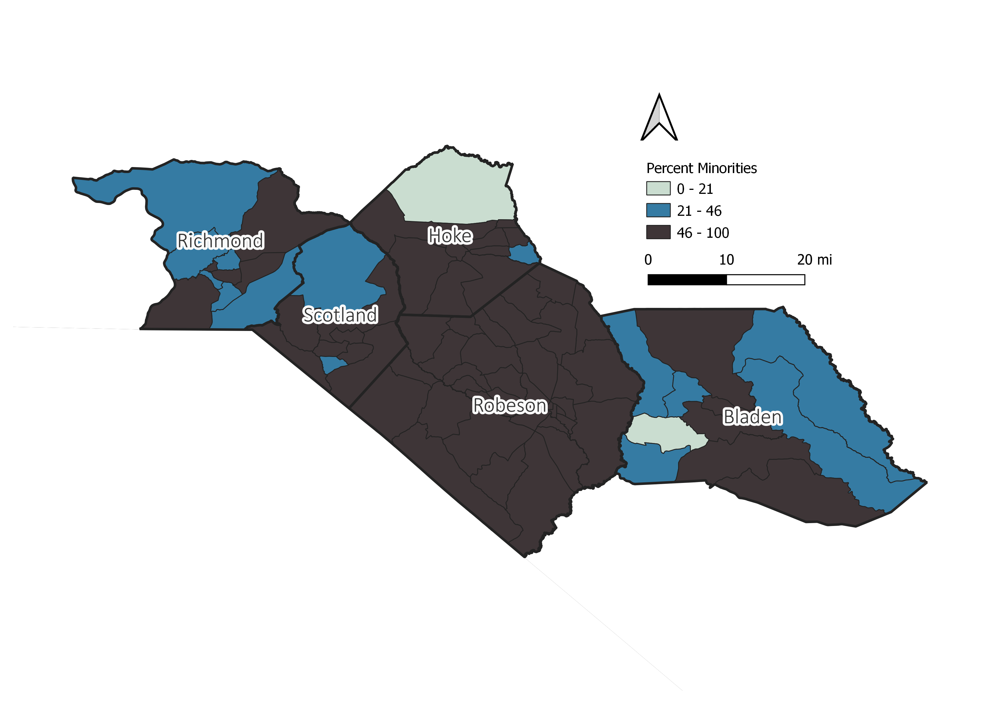 Percent Minorities
0 - 21
21 - 46
46 - 100
0 10 20 mi
Richmond
Hoke
Scotland
Robeson
Bladen